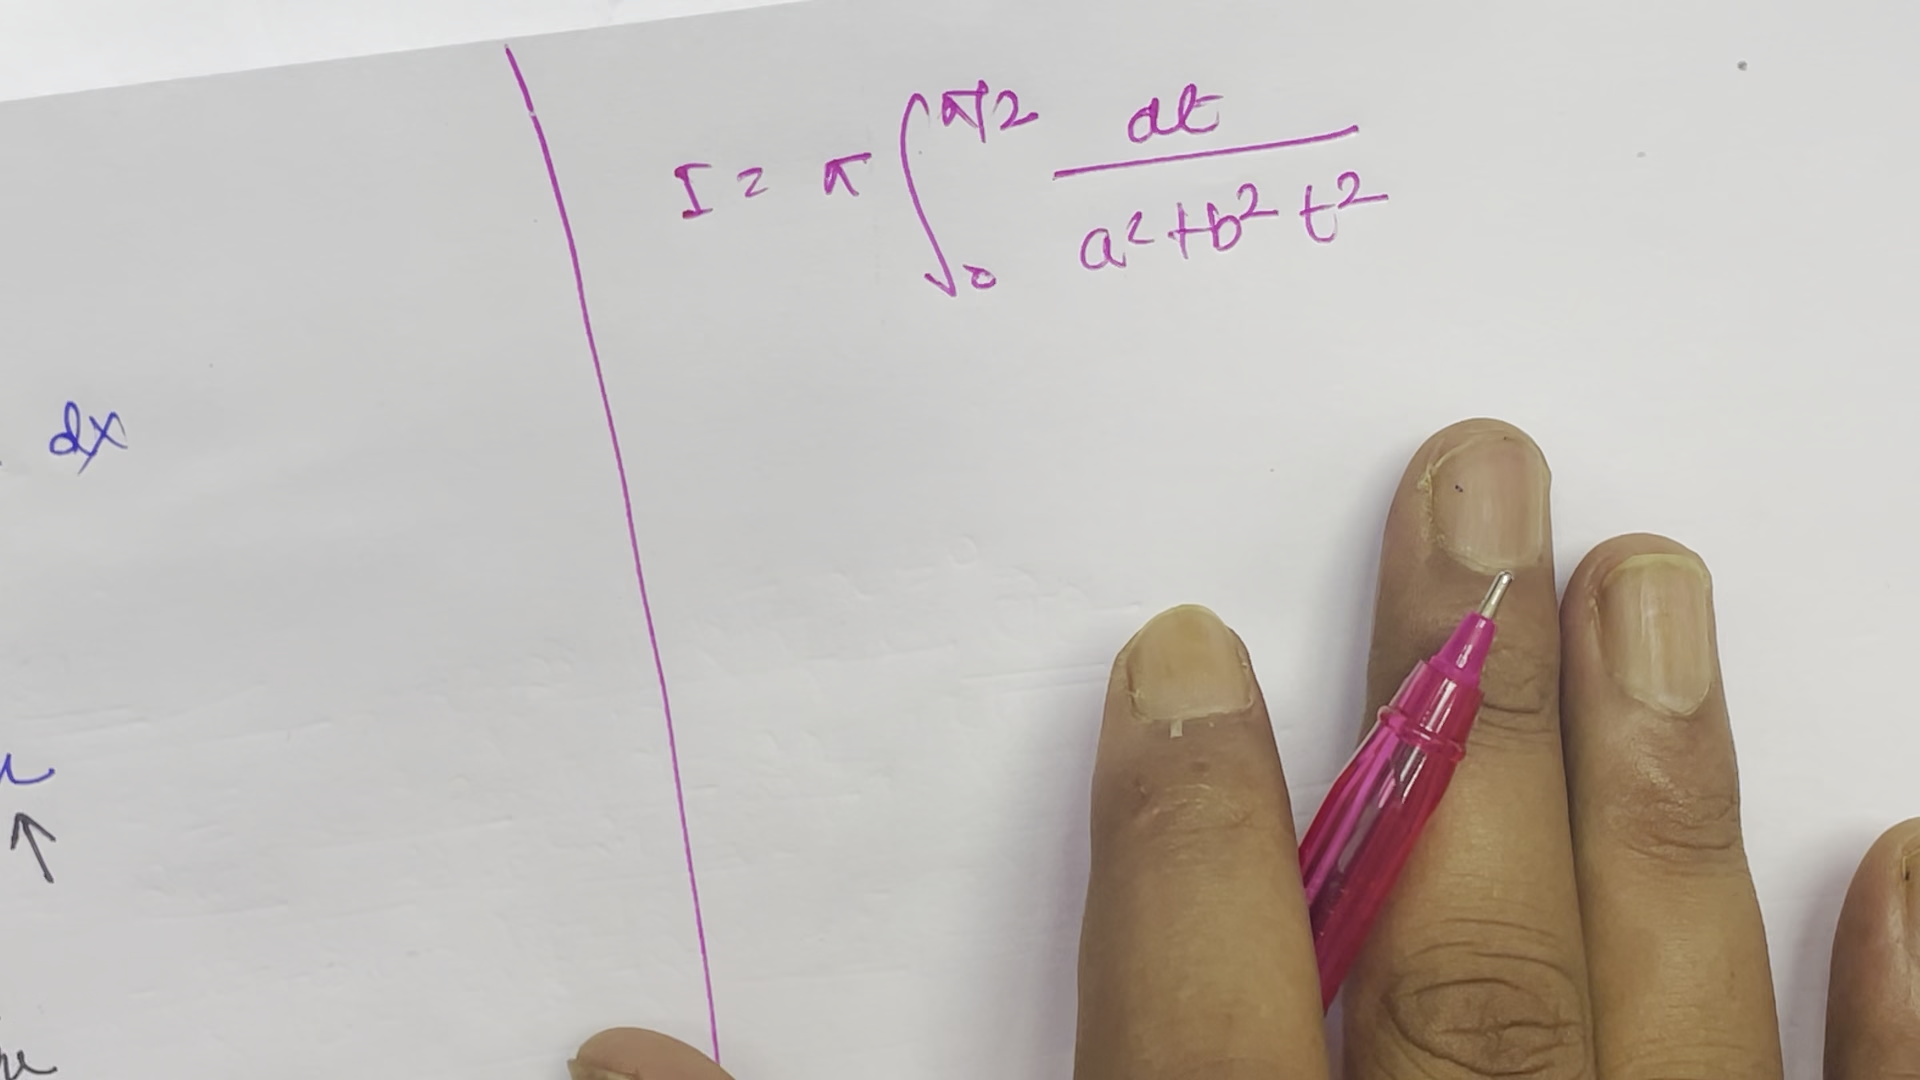 I = π ∫₀^{π/2} dt / (a² + b² t²)
dx